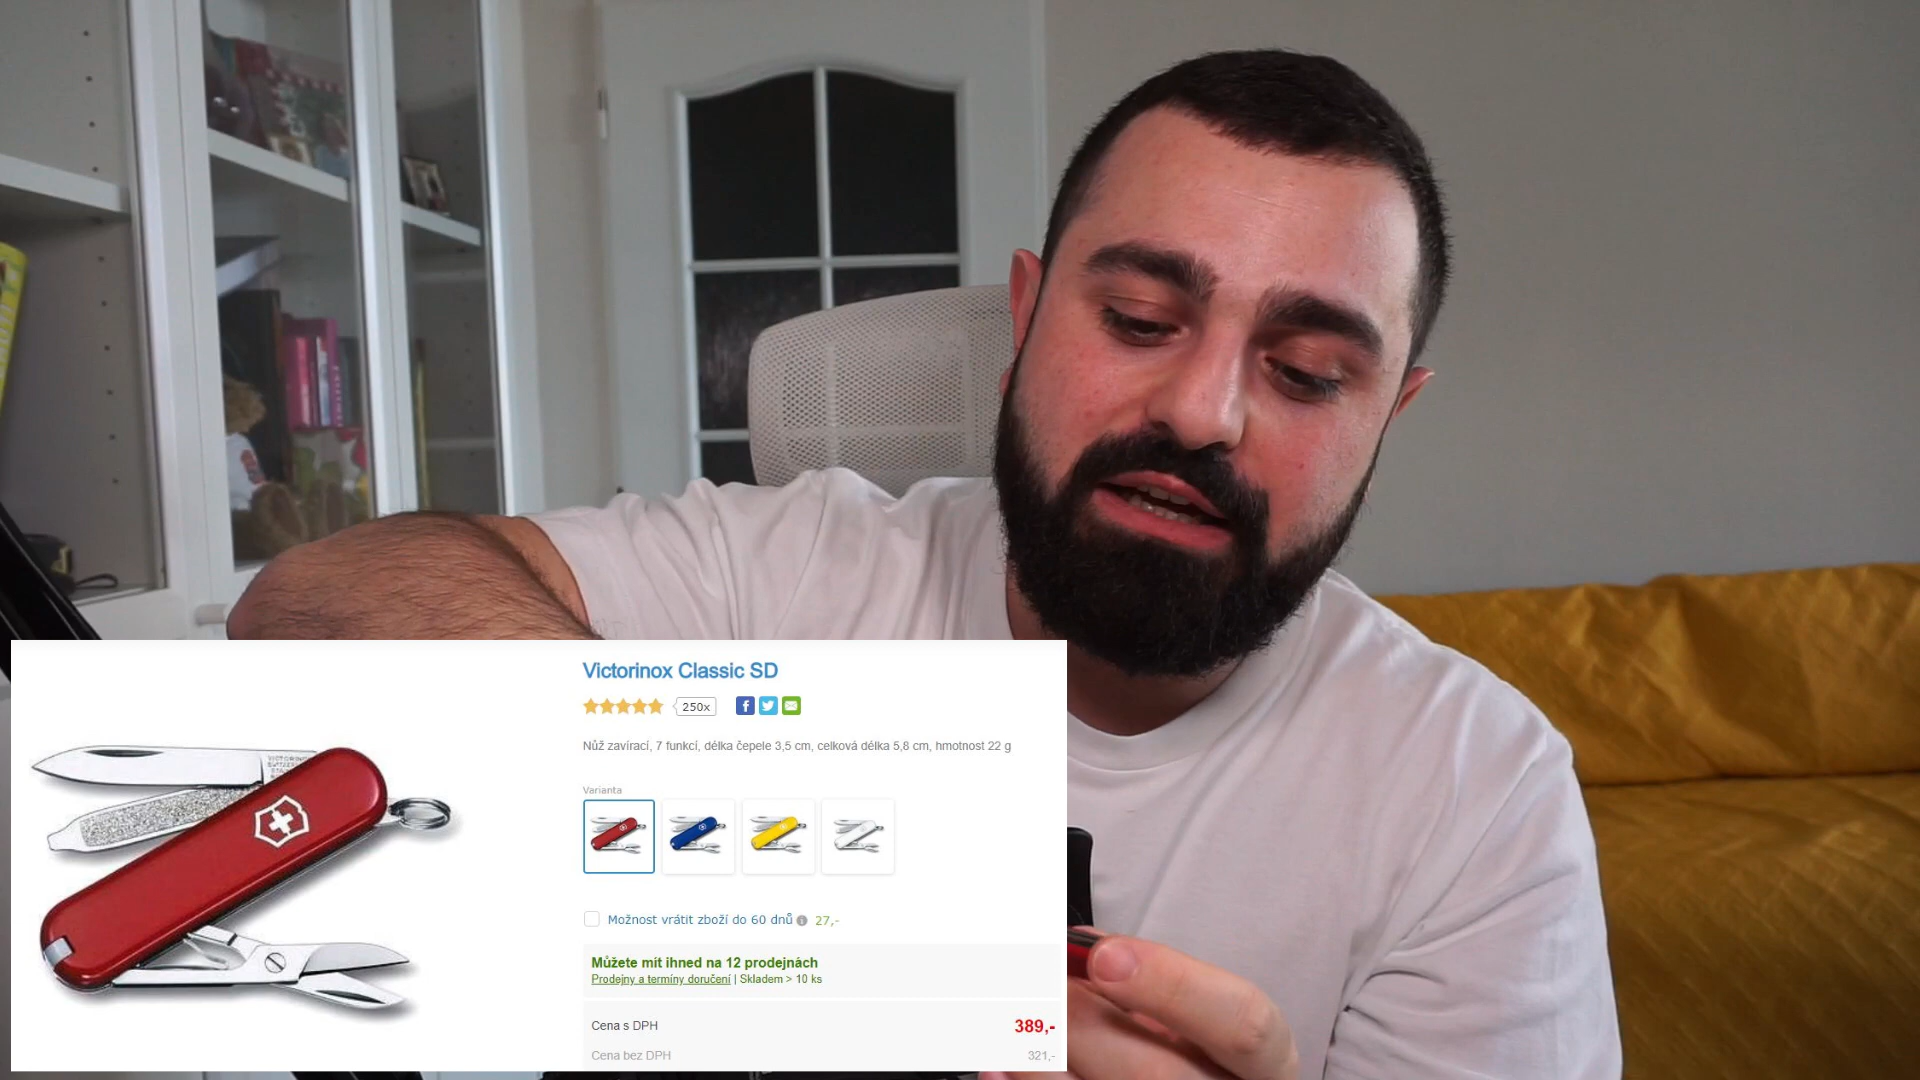 Victorinox Classic SD
250x
Nůž zavírací, 7 funkcí, délka čepele 3,5 cm, celková délka 5,8 cm, hmotnost 22 g
Varianta
Možnost vrátit zboží do 60 dnů 27,-
Můžete mít ihned na 12 prodejnách
Prodejny a termíny doručení | Skladem > 10 ks
Cena s DPH 389,-
Cena bez DPH 321,-